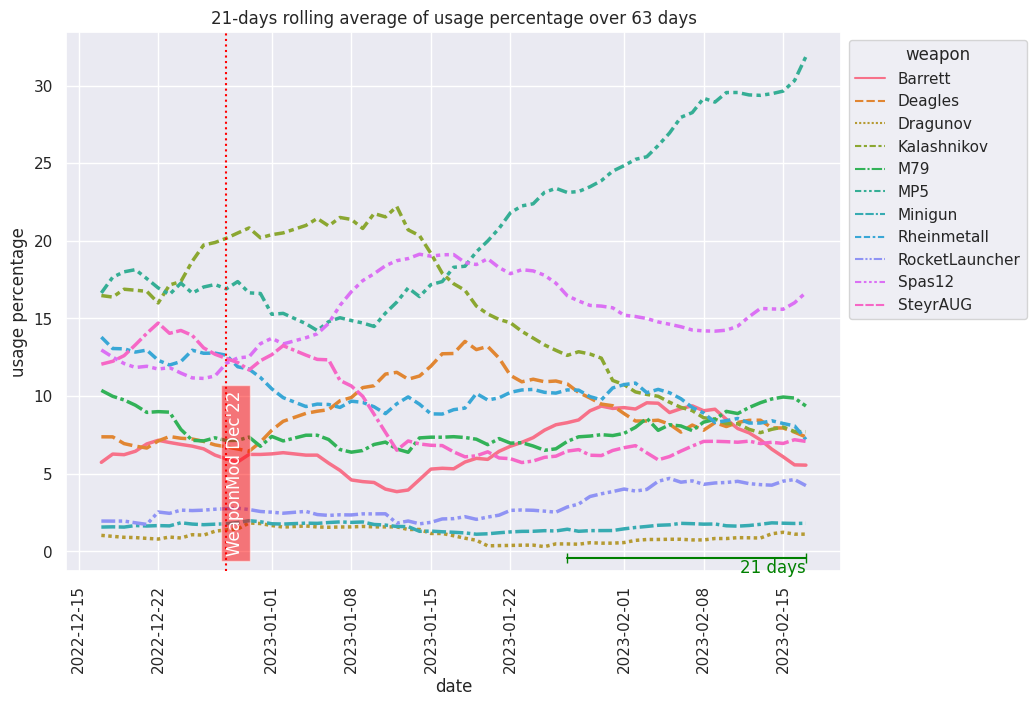 21-days rolling average of usage percentage over 63 days
usage percentage
30
25
20
15
10
5
0
WeaponMod Dec'22
21 days
2022-12-15
2022-12-22
2023-01-01
2023-01-08
2023-01-15
2023-01-22
2023-02-01
2023-02-08
2023-02-15
date
weapon
Barrett
Deagles
Dragunov
Kalashnikov
M79
MP5
Minigun
Rheinmetall
RocketLauncher
Spas12
SteyrAUG